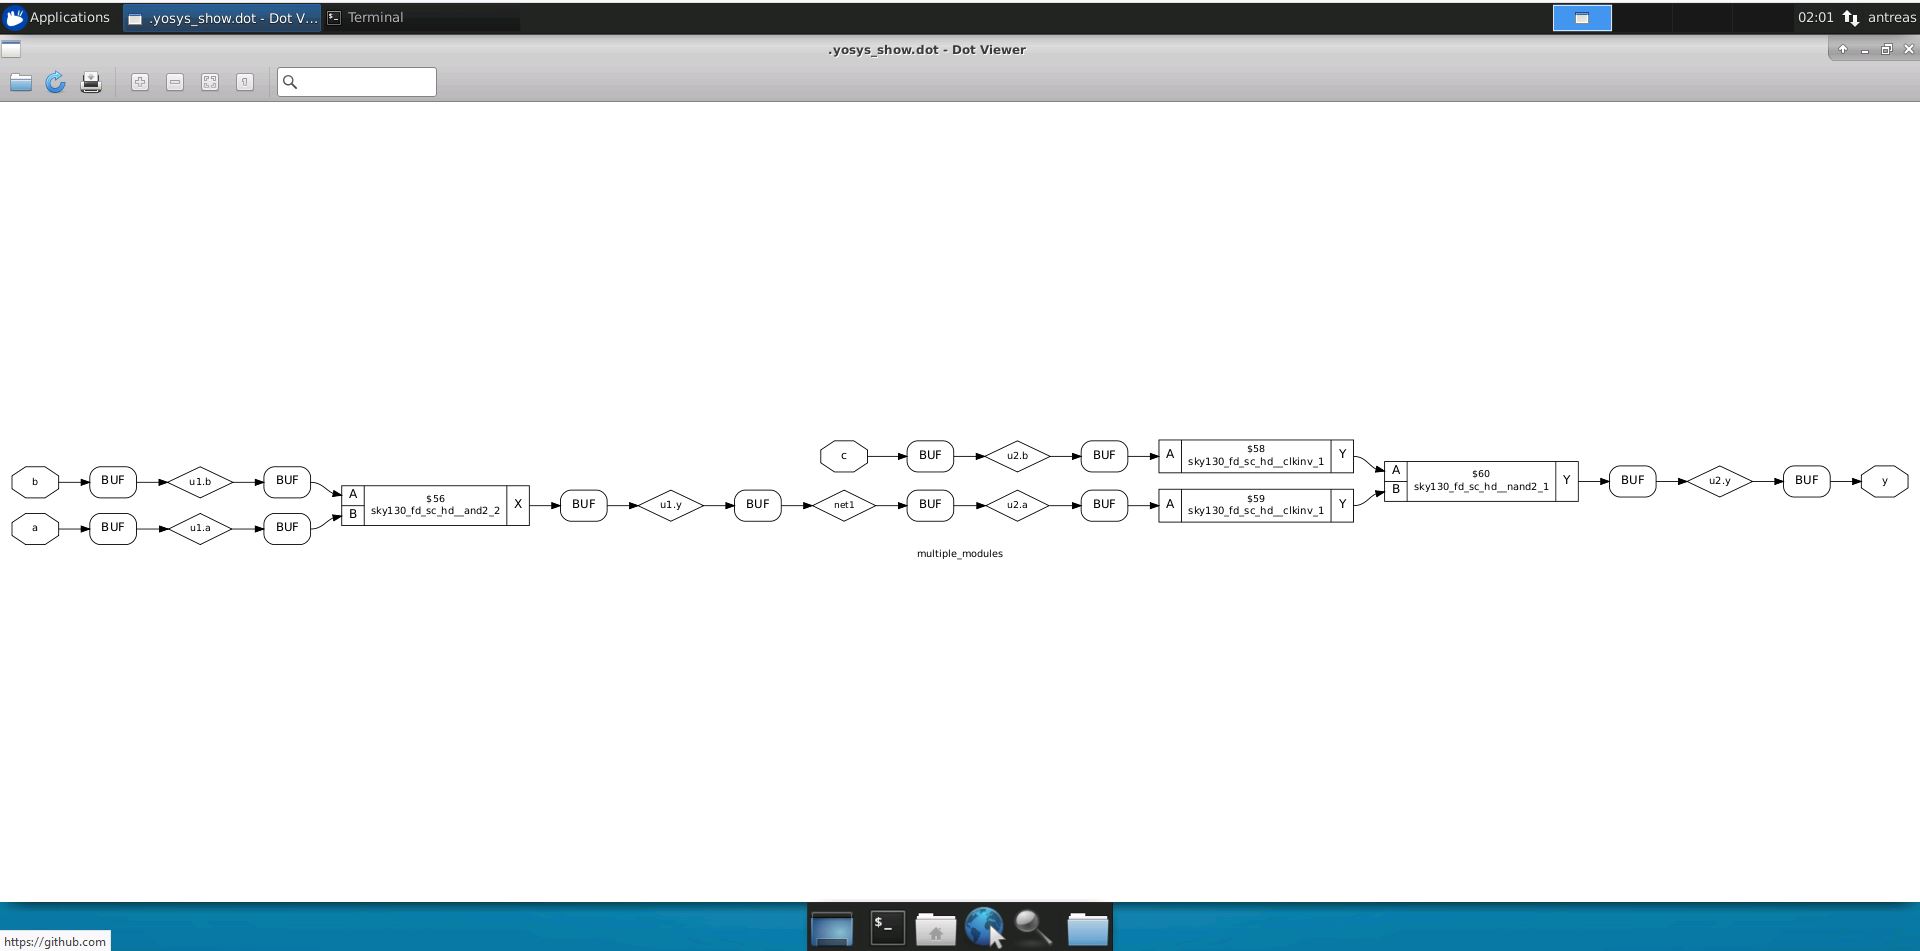 Applications
.yosys_show.dot - Dot V...
Terminal
02:01
antreas
.yosys_show.dot - Dot Viewer
c
BUF
u2.b
BUF
A
$58
sky130_fd_sc_hd__clkinv_1
Y
b
BUF
u1.b
BUF
a
BUF
u1.a
BUF
A
B
$56
sky130_fd_sc_hd__and2_2
X
BUF
u1.y
BUF
net1
BUF
u2.a
BUF
A
$59
sky130_fd_sc_hd__clkinv_1
Y
A
B
$60
sky130_fd_sc_hd__nand2_1
Y
BUF
u2.y
BUF
y
multiple_modules
$_
https://github.com